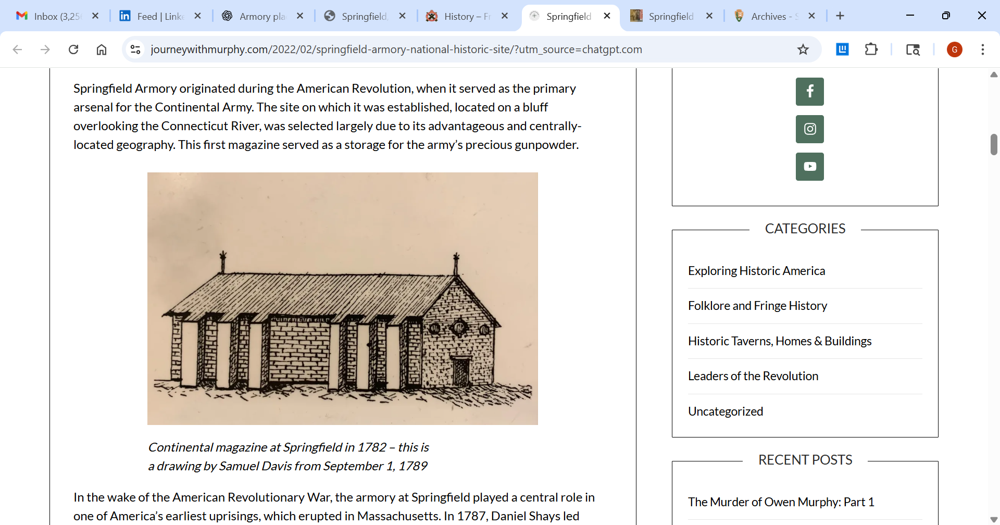 Inbox (3,25
Feed | Linke
Armory pla
Springfield,
History – Fr
Springfield
Springfield
Archives - S
journeywithmurphy.com/2022/02/springfield-armory-national-historic-site/?utm_source=chatgpt.com
G
Springfield Armory originated during the American Revolution, when it served as the primary
arsenal for the Continental Army. The site on which it was established, located on a bluff
overlooking the Connecticut River, was selected largely due to its advantageous and centrally-
located geography. This first magazine served as a storage for the army’s precious gunpowder.
Continental magazine at Springfield in 1782 – this is
a drawing by Samuel Davis from September 1, 1789
In the wake of the American Revolutionary War, the armory at Springfield played a central role in
one of America’s earliest uprisings, which erupted in Massachusetts. In 1787, Daniel Shays led
CATEGORIES
Exploring Historic America
Folklore and Fringe History
Historic Taverns, Homes & Buildings
Leaders of the Revolution
Uncategorized
RECENT POSTS
The Murder of Owen Murphy: Part 1